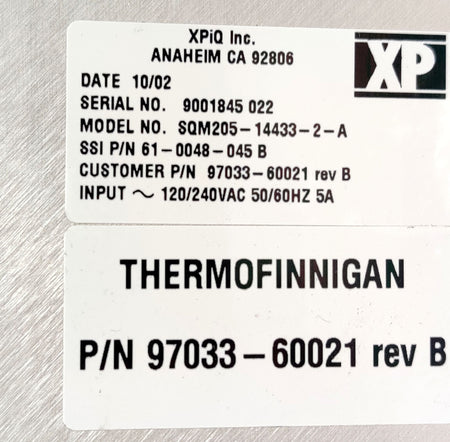 XPiQ Inc.
ANAHEIM CA 92806
XP
DATE 10/02
SERIAL NO. 9001845 022
MODEL NO. SQM205-14433-2-A
SSI P/N 61-0048-045 B
CUSTOMER P/N 97033-60021 rev B
INPUT ~ 120/240VAC 50/60HZ 5A
THERMOFINNIGAN
P/N 97033-60021 rev B